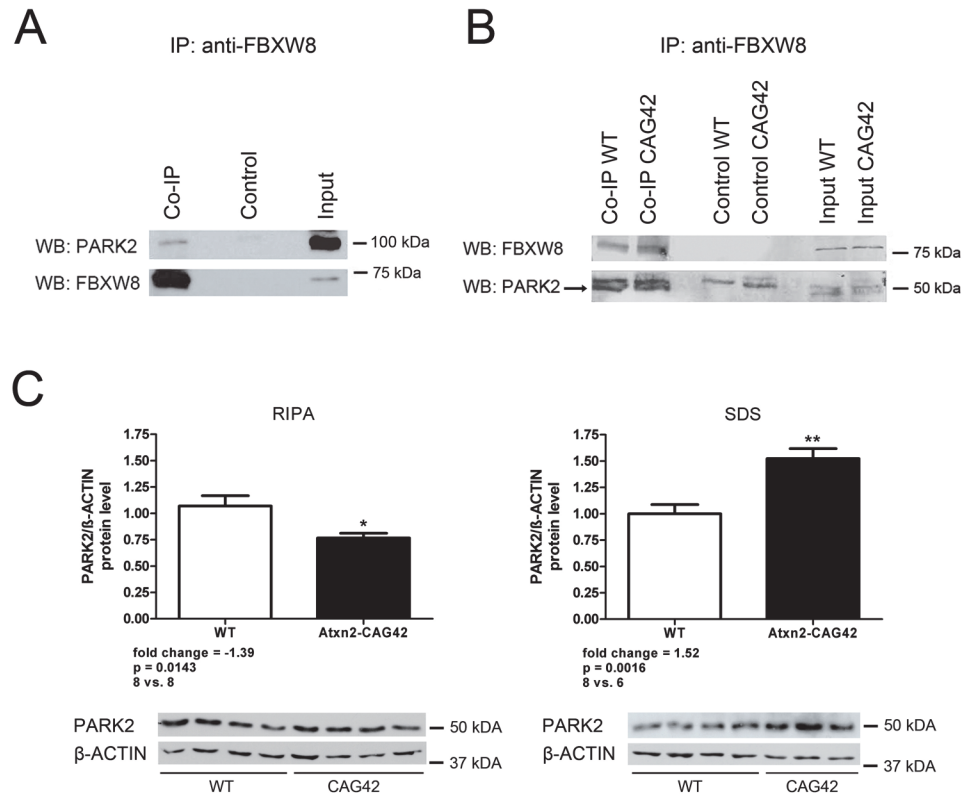 A
IP: anti-FBXW8
Co-IP
Control
Input
WB: PARK2
100 kDa
WB: FBXW8
75 kDa
B
IP: anti-FBXW8
Co-IP WT
Co-IP CAG42
Control WT
Control CAG42
Input WT
Input CAG42
WB: FBXW8
75 kDa
WB: PARK2
50 kDa
C
RIPA
PARK2/ß-ACTIN
protein level
1.75
1.50
1.25
1.00
0.75
0.50
0.25
0.00
*
WT
Atxn2-CAG42
fold change = -1.39
p = 0.0143
8 vs. 8
PARK2
50 kDA
β-ACTIN
37 kDA
WT
CAG42
SDS
PARK2/ß-ACTIN
protein level
1.75
1.50
1.25
1.00
0.75
0.50
0.25
0.00
**
WT
Atxn2-CAG42
fold change = 1.52
p = 0.0016
8 vs. 6
PARK2
50 kDA
β-ACTIN
37 kDA
WT
CAG42